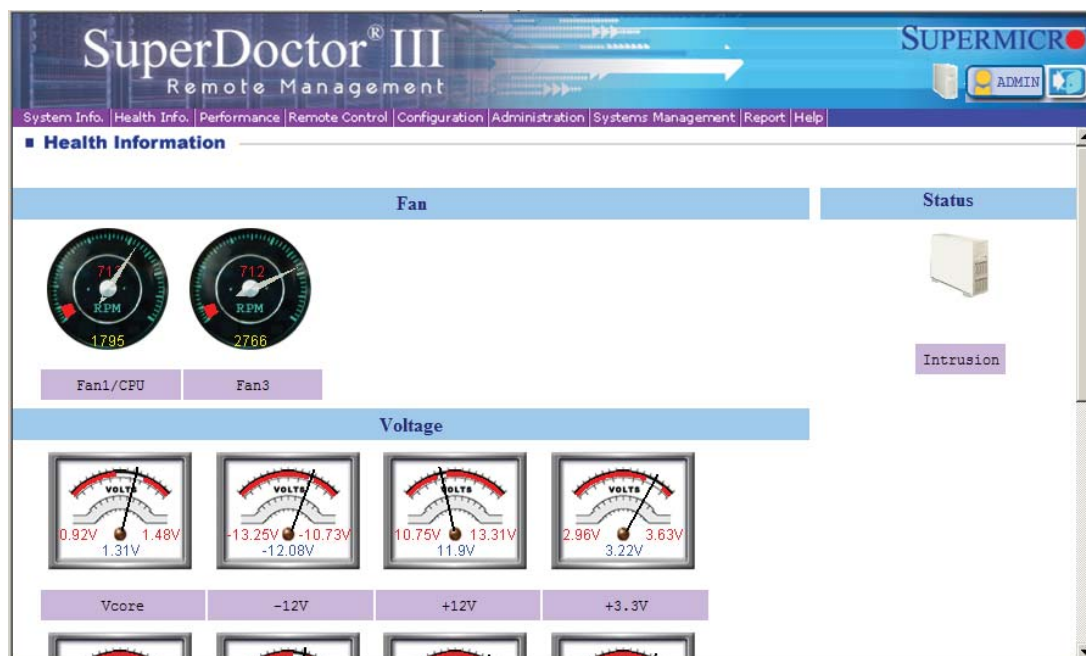 SuperDoctor® III
Remote Management
SUPERMICRO
ADMIN
System Info. Health Info. Performance Remote Control Configuration Administration Systems Management Report Help
Health Information
Fan
Status
712
RPM
2766
RPM
1795
Fan1/CPU
Fan3
Intrusion
Voltage
VOLTS
0.92V 1.48V
1.31V
VOLTS
-13.25V -10.73V
-12.08V
VOLTS
10.75V 13.31V
11.9V
VOLTS
2.96V 3.63V
3.22V
Vcore
-12V
+12V
+3.3V